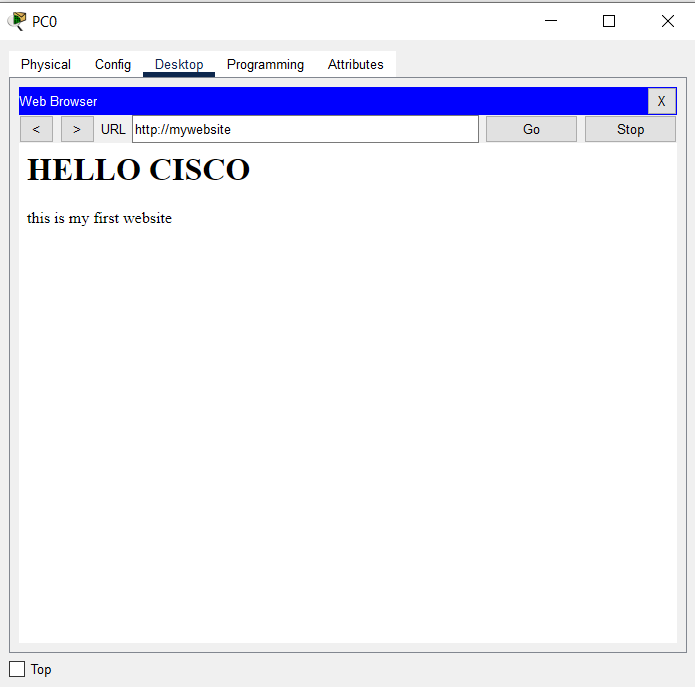 PC0
Physical Config Desktop Programming Attributes
Web Browser X
< > URL http://mywebsite Go Stop
HELLO CISCO
this is my first website
Top